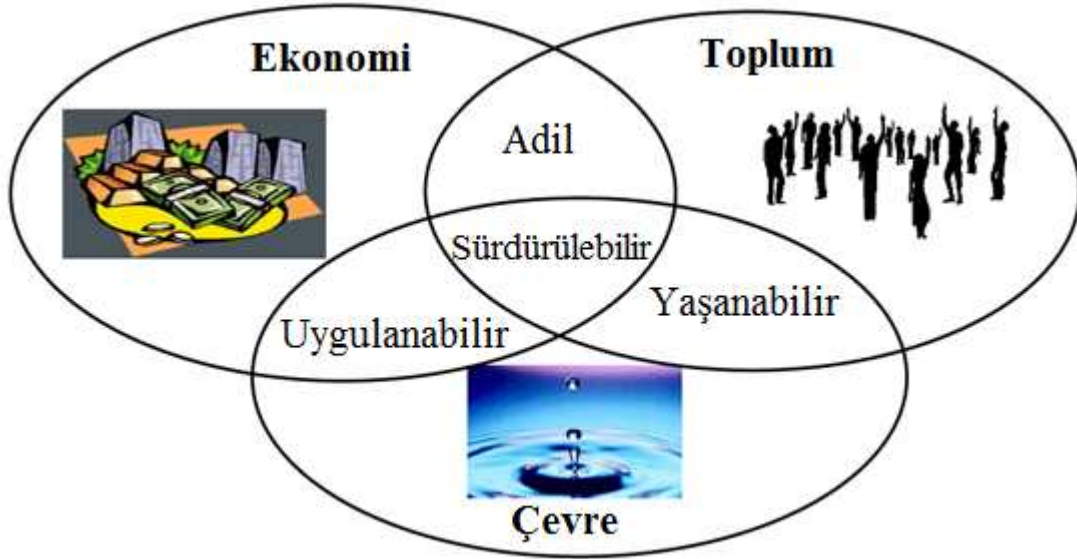 Ekonomi
Toplum
Adil
Sürdürülebilir
Yaşanabilir
Uygulanabilir
Çevre